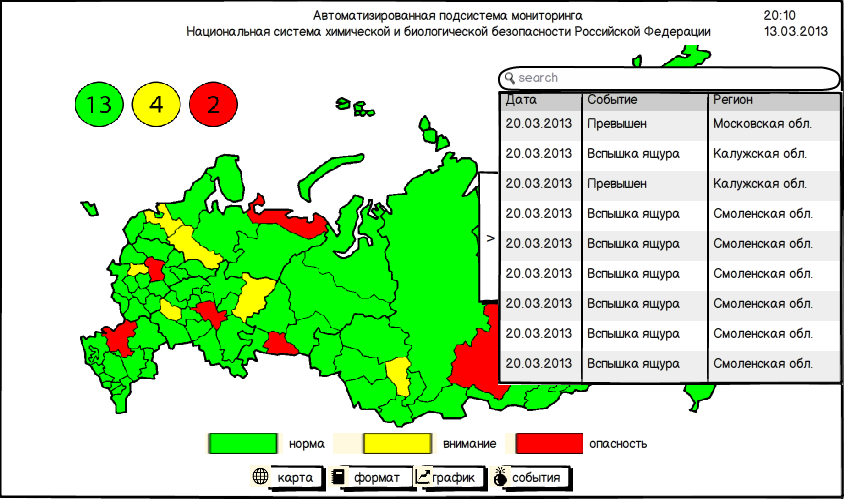 Автоматизированная подсистема мониторинга
20:10
Национальная система химической и биологической безопасности Российской Федерации
13.03.2013
search
13 4 2
Дата Событие Регион
20.03.2013 Превышен Московская обл.
20.03.2013 Вспышка ящура Калужская обл.
20.03.2013 Превышен Калужская обл.
20.03.2013 Вспышка ящура Смоленская обл.
20.03.2013 Вспышка ящура Смоленская обл.
20.03.2013 Вспышка ящура Смоленская обл.
20.03.2013 Вспышка ящура Смоленская обл.
20.03.2013 Вспышка ящура Смоленская обл.
20.03.2013 Вспышка ящура Смоленская обл.
>
норма внимание опасность
карта формат график события